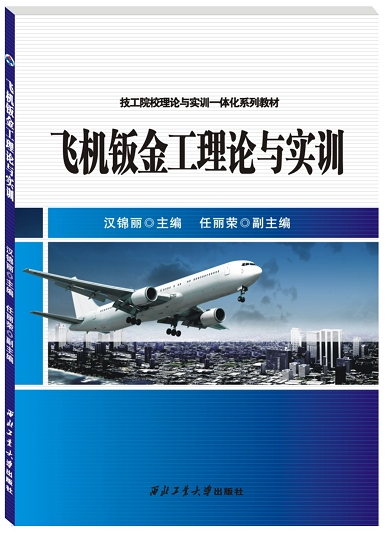 技工院校理论与实训一体化系列教材
飞机钣金工理论与实训
汉锦丽◎主编 任丽荣◎副主编
西北工业大学出版社
飞机钣金工理论与实训
汉锦丽◎主编
任丽荣◎副主编
西北工业大学出版社